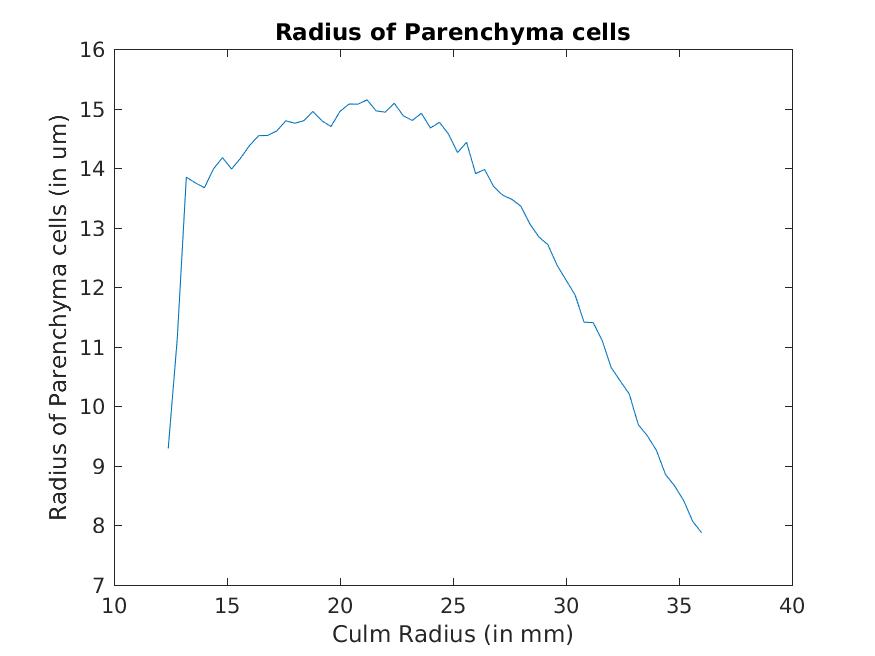 Radius of Parenchyma cells
Radius of Parenchyma cells (in um)
16
15
14
13
12
11
10
9
8
7
10 15 20 25 30 35 40
Culm Radius (in mm)